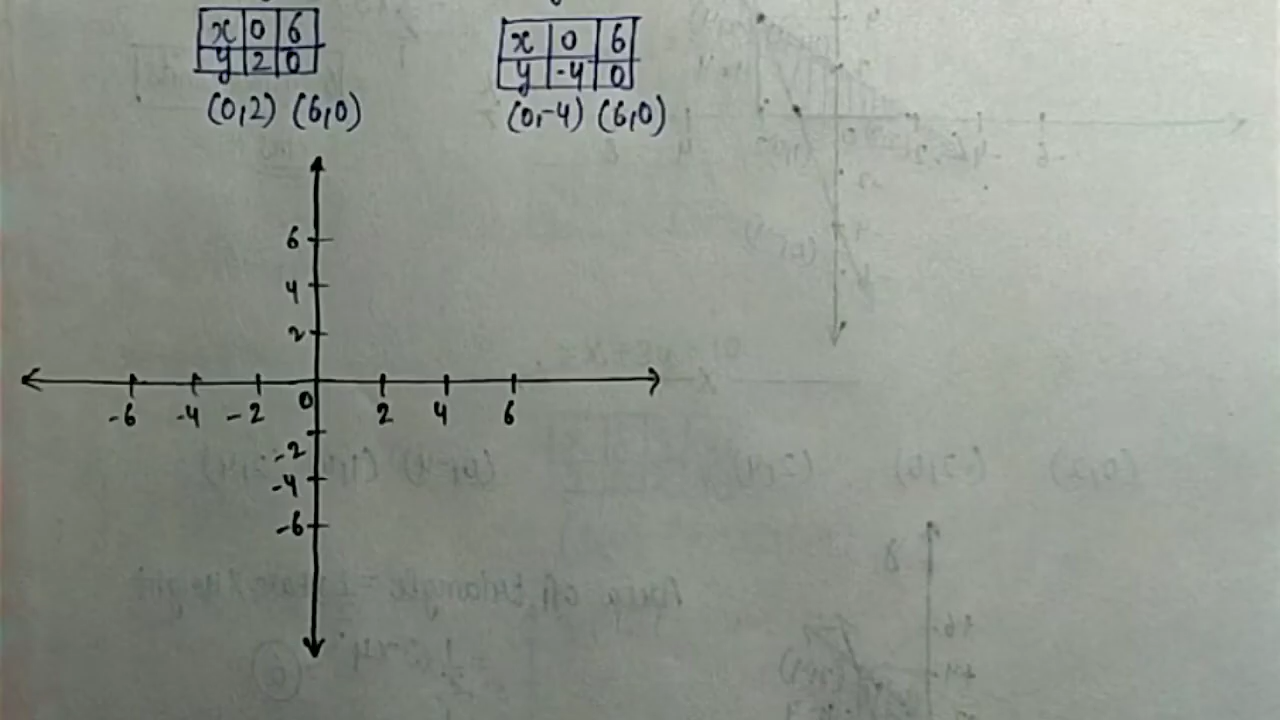 x 0 6
y 2 0
(0,2) (6,0)
x 0 6
y -4 0
(0,-4) (6,0)
6
4
2
-6 -4 -2 0 2 4 6
-2
-4
-6